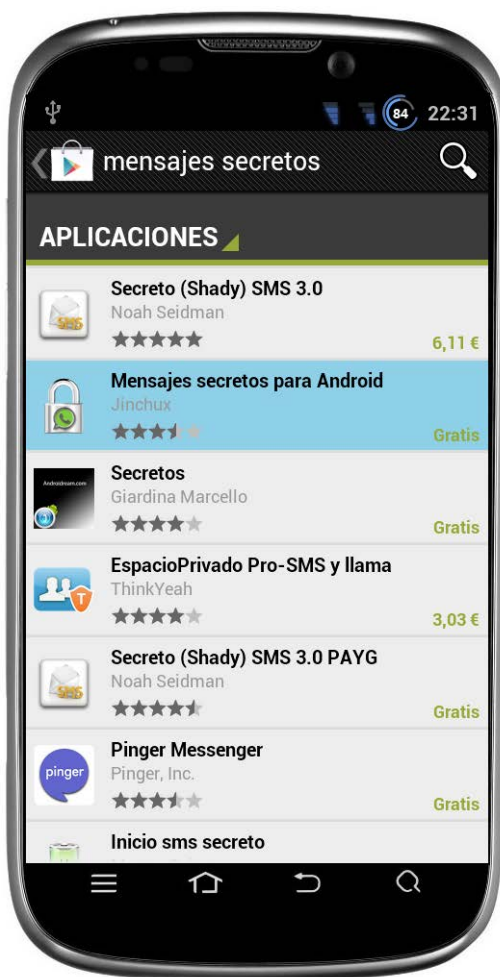 84 22:31
mensajes secretos
APLICACIONES
Secreto (Shady) SMS 3.0
Noah Seidman
6,11 €
Mensajes secretos para Android
Jinchux
Gratis
Secretos
Giardina Marcello
Gratis
EspacioPrivado Pro-SMS y llama
ThinkYeah
3,03 €
Secreto (Shady) SMS 3.0 PAYG
Noah Seidman
Gratis
pinger
Pinger Messenger
Pinger, Inc.
Gratis
Inicio sms secreto